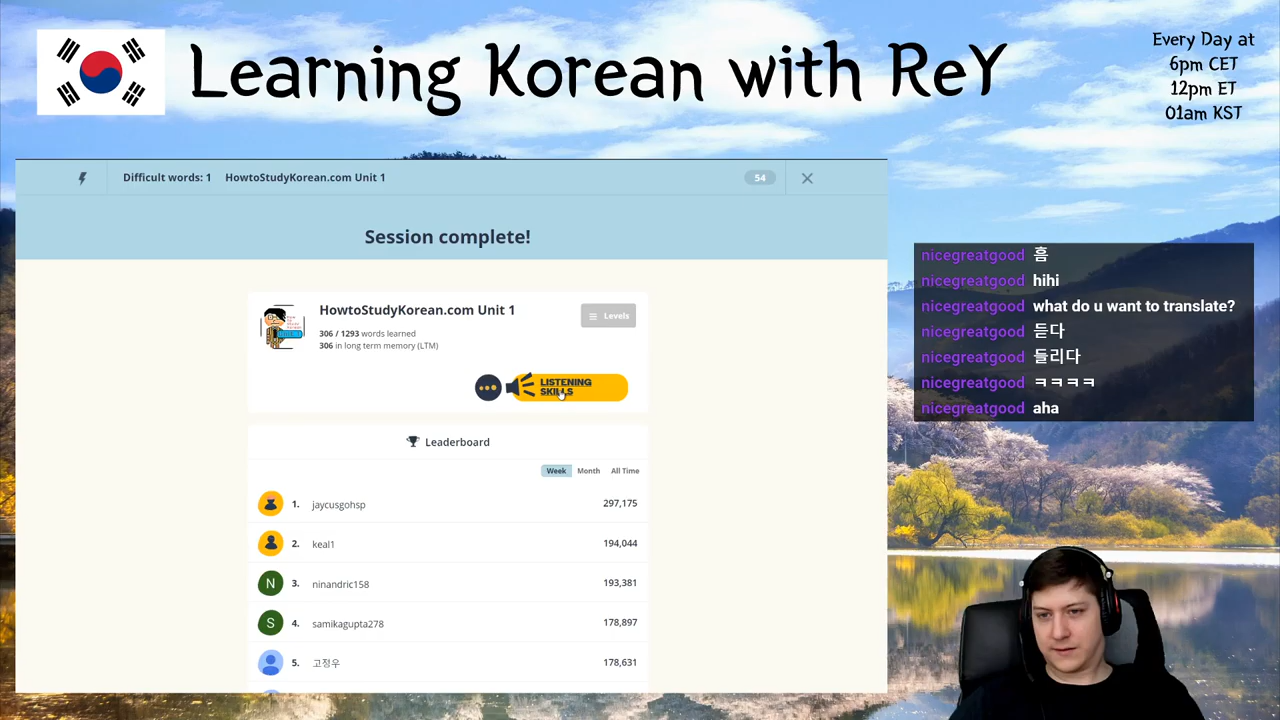 Learning Korean with ReY
Every Day at
6pm CET
12pm ET
01am KST
Difficult words: 1 HowtoStudyKorean.com Unit 1
54
Session complete!
HowtoStudyKorean.com Unit 1
Levels
306 / 1293 words learned
306 in long term memory (LTM)
LISTENING
SKILLS
Leaderboard
Week Month All Time
1. jaycusgohsp 297,175
2. keal1 194,044
N 3. ninandric158 193,381
S 4. samikagupta278 178,897
5. 고정우 178,631
nicegreatgood 흠
nicegreatgood hihi
nicegreatgood what do u want to translate?
nicegreatgood 듣다
nicegreatgood 들리다
nicegreatgood ㅋㅋㅋㅋ
nicegreatgood aha